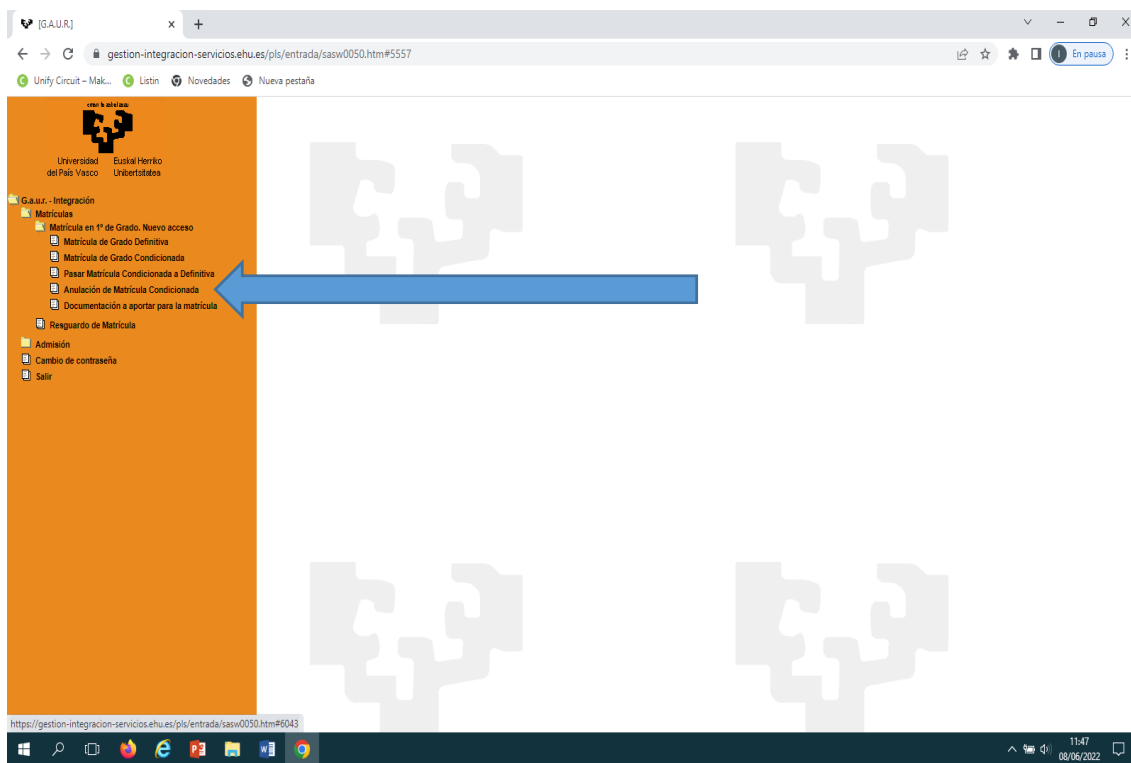 [G.A.U.R.]
gestion-integracion-servicios.ehu.es/pls/entrada/sasw0050.htm#5557
En pausa
Unify Circuit – Mak... Listin Novedades Nueva pestaña
Universidad Euskal Herriko
del País Vasco Unibertsitatea
G.a.u.r. - Integración
Matrículas
Matrícula en 1º de Grado. Nuevo acceso
Matrícula de Grado Definitiva
Matrícula de Grado Condicionada
Pasar Matrícula Condicionada a Definitiva
Anulación de Matrícula Condicionada
Documentación a aportar para la matrícula
Resguardo de Matrícula
Admisión
Cambio de contraseña
Salir
https://gestion-integracion-servicios.ehu.es/pls/entrada/sasw0050.htm#6043
11:47
08/06/2022